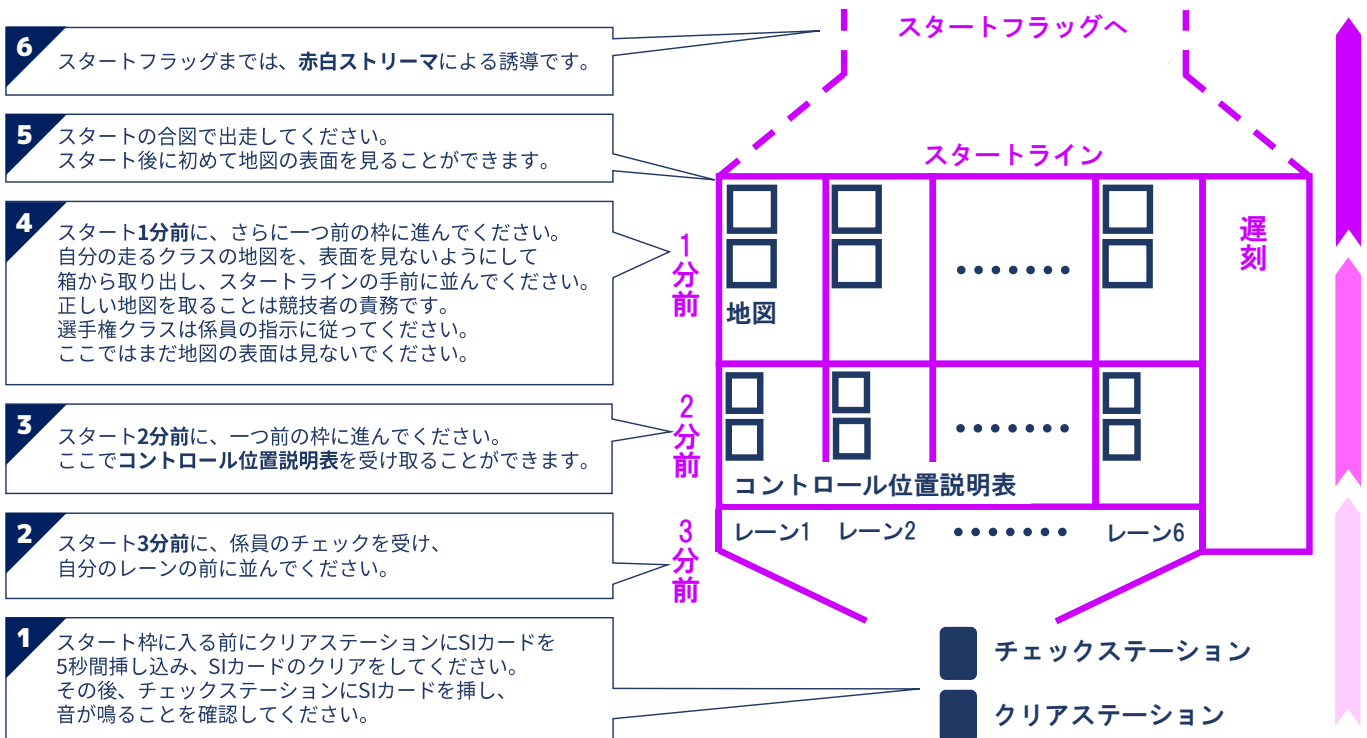 6
スタートフラッグまでは、赤白ストリーマによる誘導です。
5
スタートの合図で出走してください。
スタート後に初めて地図の表面を見ることができます。
4
スタート1分前に、さらに一つ前の枠に進んでください。
自分の走るクラスの地図を、表面を見ないようにして
箱から取り出し、スタートラインの手前に並んでください。
正しい地図を取ることは競技者の責務です。
選手権クラスは係員の指示に従ってください。
ここではまだ地図の表面は見ないでください。
3
スタート2分前に、一つ前の枠に進んでください。
ここでコントロール位置説明表を受け取ることができます。
2
スタート3分前に、係員のチェックを受け、
自分のレーンの前に並んでください。
1
スタート枠に入る前にクリアステーションにSIカードを
5秒間挿し込み、SIカードのクリアをしてください。
その後、チェックステーションにSIカードを挿し、
音が鳴ることを確認してください。
スタートフラッグへ
スタートライン
1分前
地図
遅刻
2分前
コントロール位置説明表
3分前
レーン1 レーン2 ••••••• レーン6
チェックステーション
クリアステーション